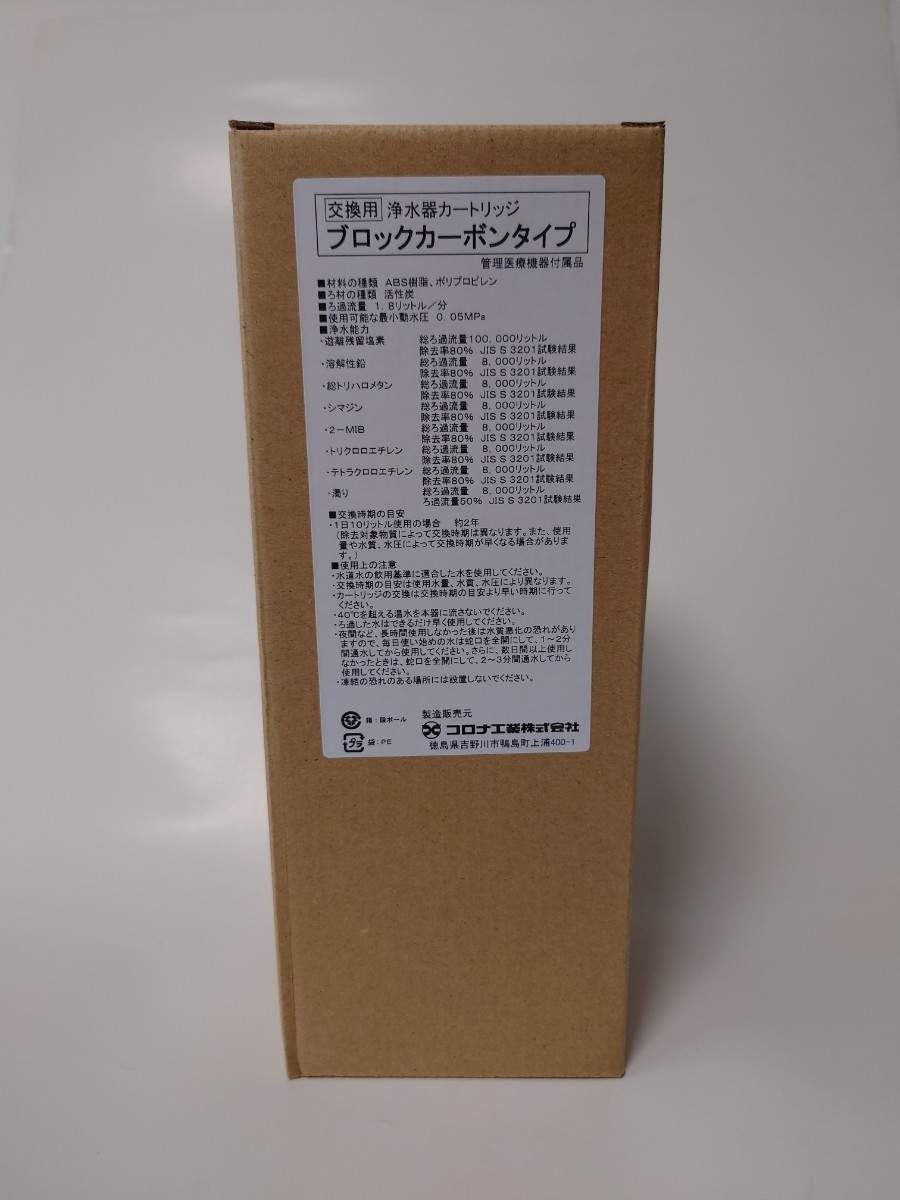 交換用 浄水器カートリッジ
ブロックカーボンタイプ
管理医療機器付属品
■材料の種類 ABS樹脂、ポリプロピレン
■ろ材の種類 活性炭
■ろ過流量 1.8リットル／分
■使用可能な最小動水圧 0.05MPa
■浄水能力
・遊離残留塩素 総ろ過流量100,000リットル
除去率80% JIS S 3201試験結果
・溶解性鉛 総ろ過流量 8,000リットル
除去率80% JIS S 3201試験結果
・総トリハロメタン 総ろ過流量 8,000リットル
除去率80% JIS S 3201試験結果
・シマジン 総ろ過流量 8,000リットル
除去率80% JIS S 3201試験結果
・2－MIB 総ろ過流量 8,000リットル
除去率80% JIS S 3201試験結果
・トリクロロエチレン 総ろ過流量 8,000リットル
除去率80% JIS S 3201試験結果
・テトラクロロエチレン 総ろ過流量 8,000リットル
除去率80% JIS S 3201試験結果
・濁り 総ろ過流量 8,000リットル
ろ過流量50% JIS S 3201試験結果
■交換時期の目安
・1日10リットル使用の場合 約2年
（除去対象物質によって交換時期は異なります。また、使用
量や水質、水圧によって交換時期が早くなる場合がありま
す。）
■使用上の注意
・水道水の飲用基準に適合した水を使用してください。
・交換時期の目安は使用水量、水質、水圧により異なります。
・カートリッジの交換は交換時期の目安より早い時期に行って
ください。
・40℃を超える温水を本器に流さないでください。
・ろ過した水はできるだけ早く使用してください。
・夜間など、長時間使用しなかった後は水質悪化の恐れがあり
ますので、毎日使い始めの水は蛇口を全開にして、1～2分
間通水してから使用してください。さらに、数日間以上使用し
なかったときは、蛇口を全開にして、2～3分間通水してから
使用してください。
・凍結の恐れのある場所には設置しないでください。
箱：段ボール
プラ 袋：PE
製造販売元
コロナ工業株式会社
徳島県吉野川市鴨島町上浦400-1